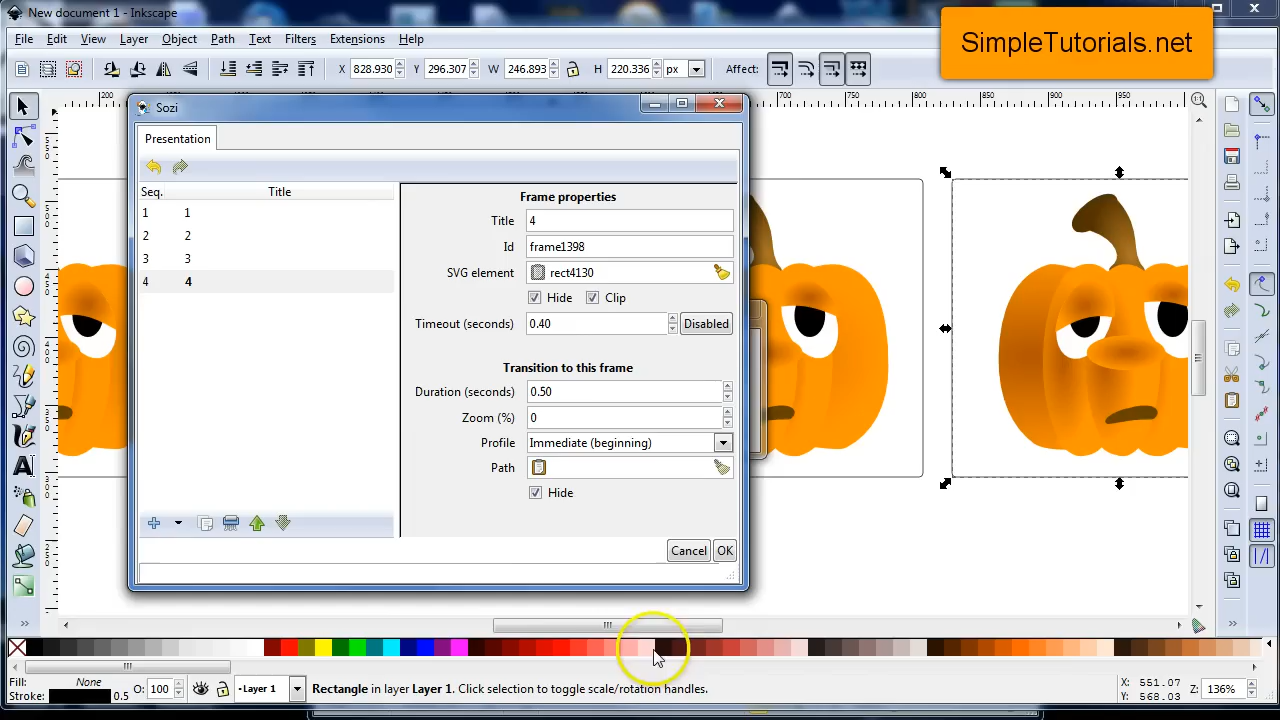 New document 1 - Inkscape
SimpleTutorials.net
File Edit View Layer Object Path Text Filters Extensions Help
X 828.930 Y 296.307 W 246.893 H 220.336 px Affect:
Sozi
Presentation
Seq. Title
1 1
2 2
3 3
4 4
Frame properties
Title 4
Id frame1398
SVG element rect4130
Hide Clip
Timeout (seconds) 0.40 Disabled
Transition to this frame
Duration (seconds) 0.50
Zoom (%) 0
Profile Immediate (beginning)
Path
Hide
Cancel OK
Fill: None
Stroke: 0.5
O: 100
Layer 1
Rectangle in layer Layer 1. Click selection to toggle scale/rotation handles.
X: 551.07
Y: 568.03
Z: 136%